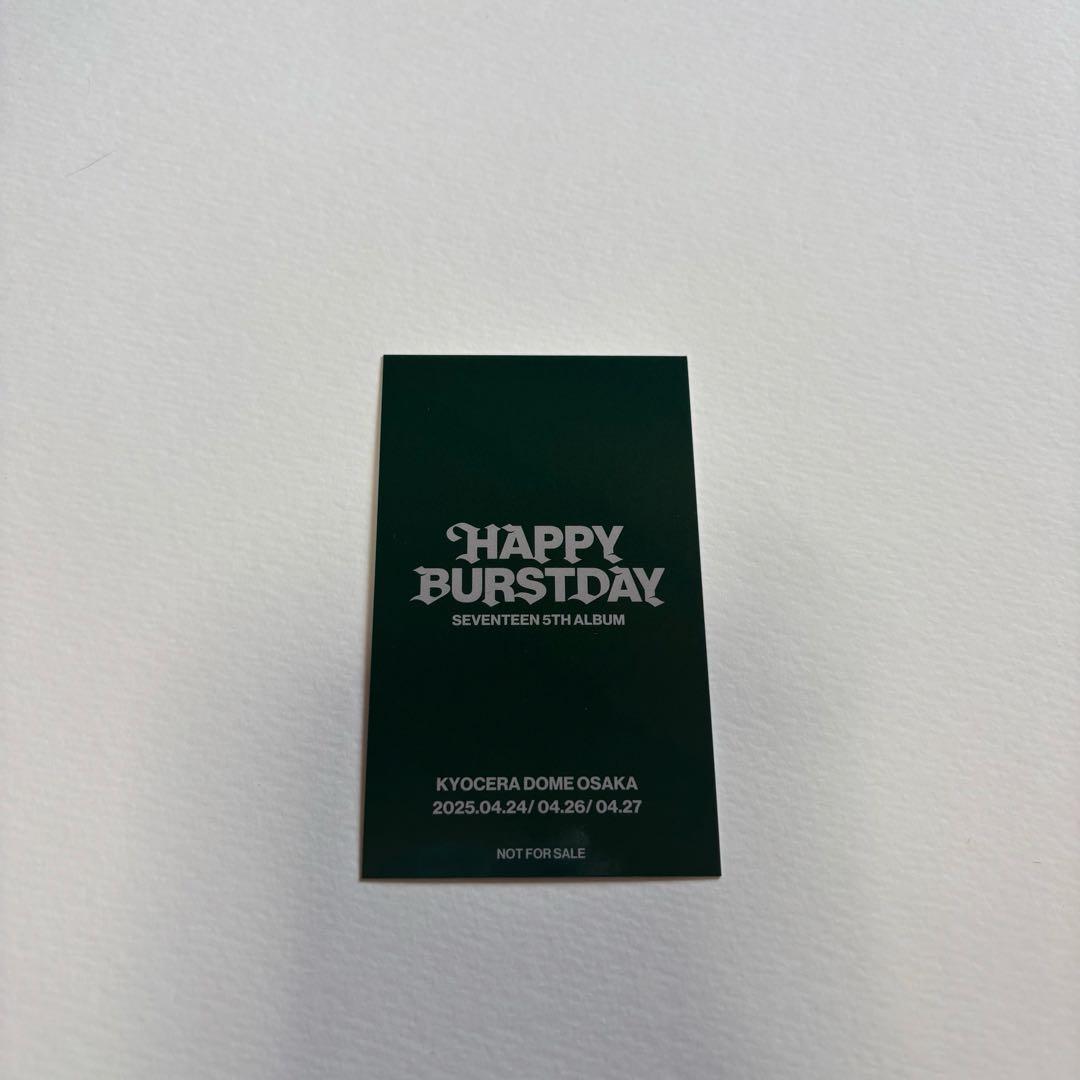 HAPPY
BURSTDAY
SEVENTEEN 5TH ALBUM
KYOCERA DOME OSAKA
2025.04.24/ 04.26/ 04.27
NOT FOR SALE